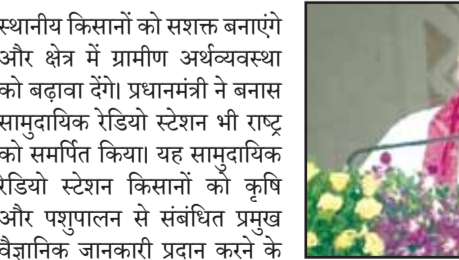 स्थानीय किसानों को सशक्त बनाएंगे
और क्षेत्र में ग्रामीण अर्थव्यवस्था
को बढ़ावा देंगे। प्रधानमंत्री ने बनास
सामुदायिक रेडियो स्टेशन भी राष्ट्र
को समर्पित किया। यह सामुदायिक
रेडियो स्टेशन किसानों को कृषि
और पशुपालन से संबंधित प्रमुख
वैज्ञानिक जानकारी प्रदान करने के